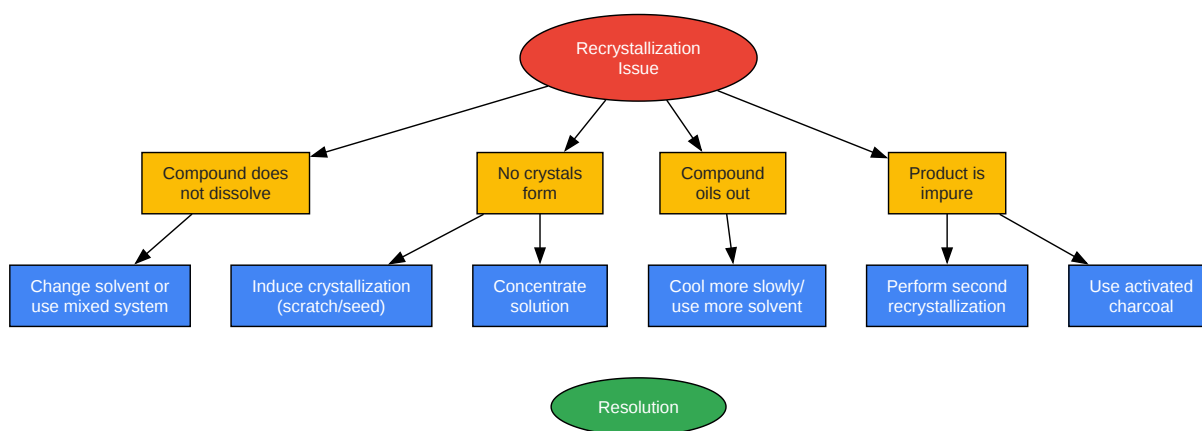 Recrystallization
Issue
Compound does
not dissolve
No crystals
form
Compound
oils out
Product is
impure
Change solvent or
use mixed system
Induce crystallization
(scratch/seed)
Concentrate
solution
Cool more slowly/
use more solvent
Perform second
recrystallization
Use activated
charcoal
Resolution